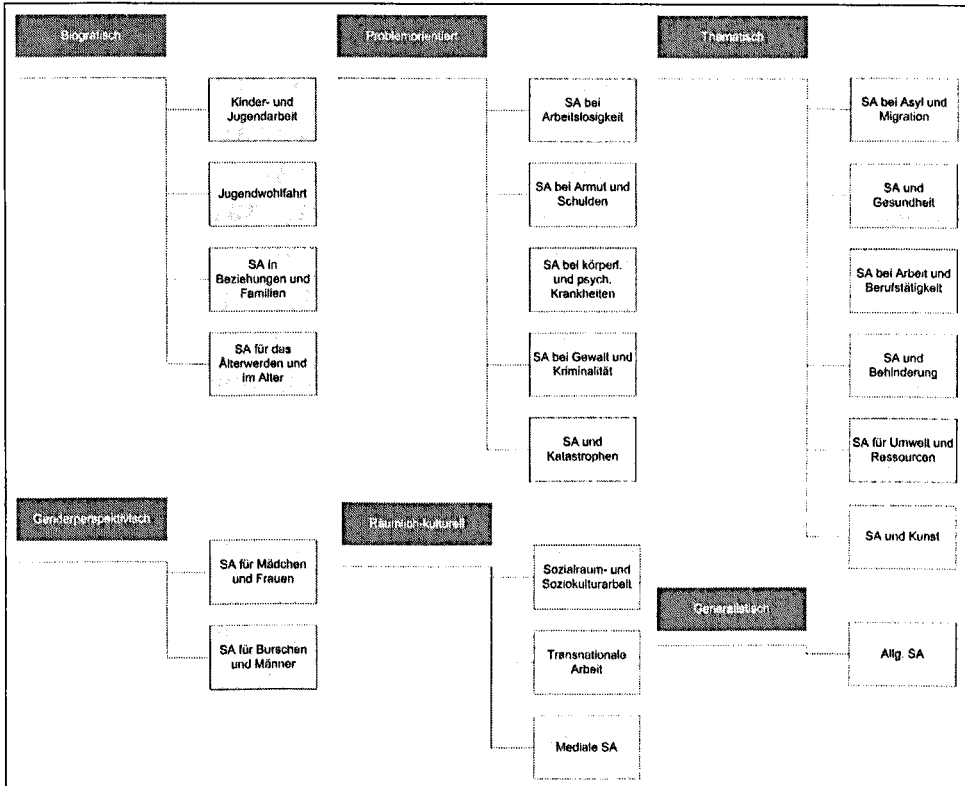 Biografisch
Kinder- und
Jugendarbeit
Jugendwohlfahrt
SA in
Beziehungen und
Familien
SA für das
Älterwerden und
im Alter
Problemorientiert
SA bei
Arbeitslosigkeit
SA bei Armut und
Schulden
SA bei körperl.
und psych.
Krankheiten
SA bei Gewalt und
Kriminalität
SA und
Katastrophen
Thematisch
SA bei Asyl und
Migration
SA und
Gesundheit
SA bei Arbeit und
Berufstätigkeit
SA und
Behinderung
SA für Umwelt und
Ressourcen
SA und Kunst
Genderperspektivisch
SA für Mädchen
und Frauen
SA für Burschen
und Männer
Räumlich-kulturell
Sozialraum- und
Soziokulturarbeit
Transnationale
Arbeit
Mediale SA
Generalistisch
Allg. SA